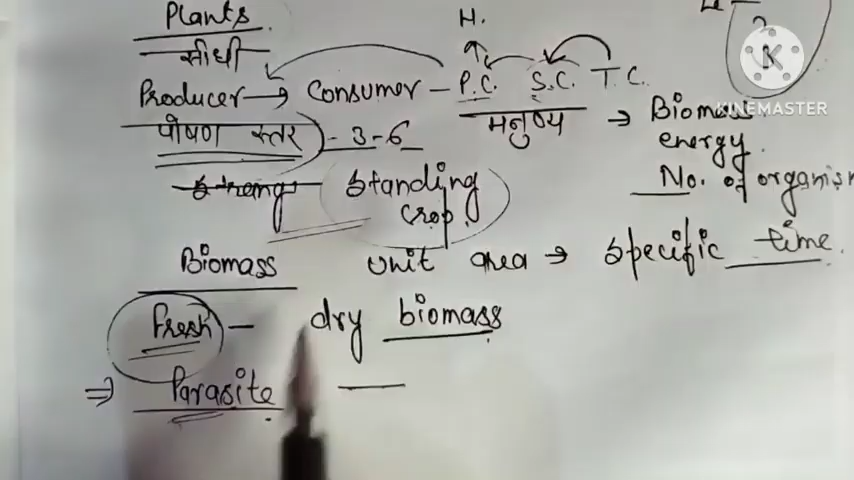 Plants
सीधी
H.
Producer → Consumer — P.C. S.C. T.C.
पोषण स्तर - 3-6
मनुष्य
→ Biomass
energy
No. of organism
KINEMASTER
Standing
crop
Biomass unit area → specific time.
Fresh — dry biomass
⇒ Parasite